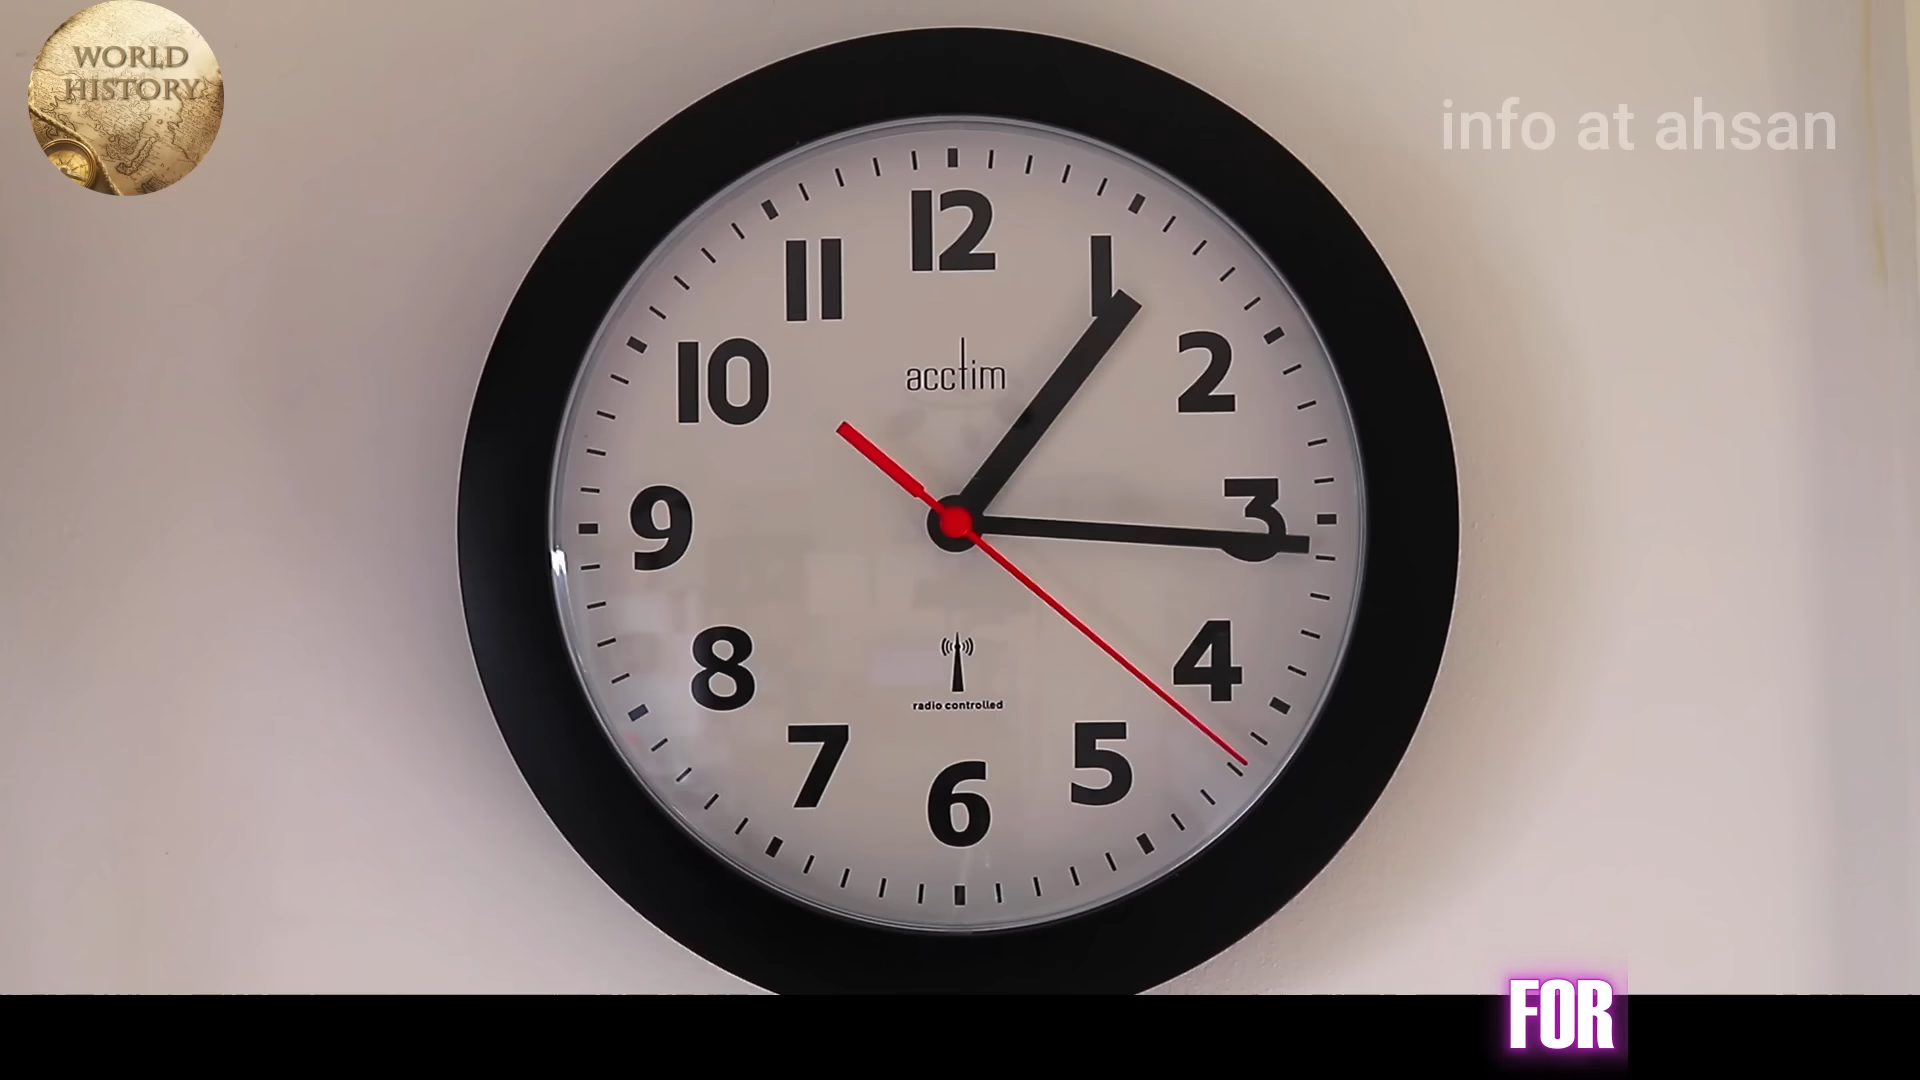 WORLD
HISTORY
info at ahsan
12
11
1
10
2
acctim
9
3
8
4
radio controlled
7
5
6
FOR